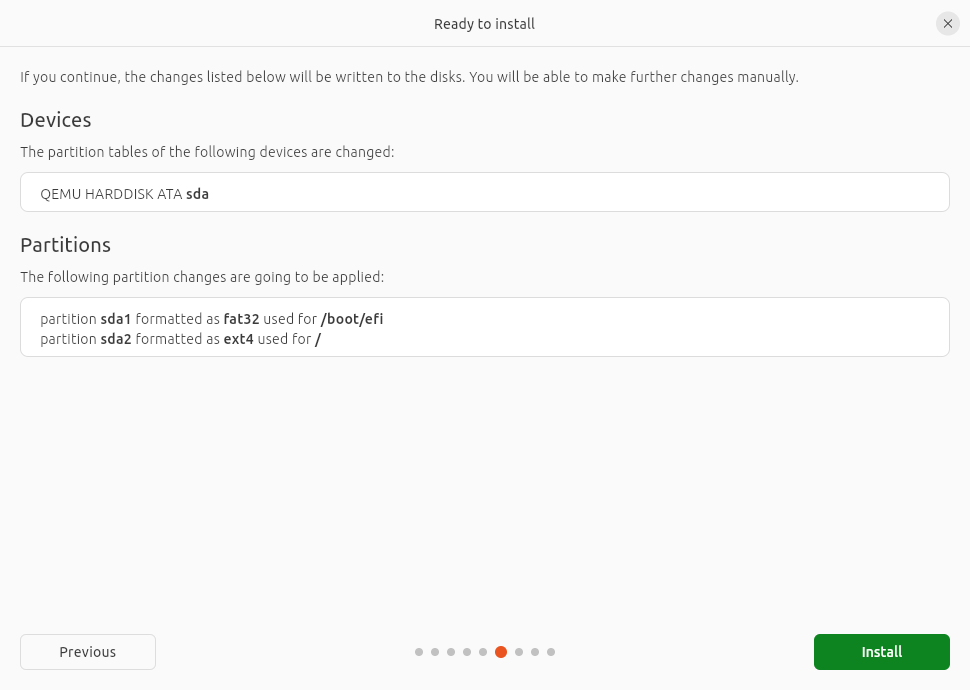 Ready to install
If you continue, the changes listed below will be written to the disks. You will be able to make further changes manually.
Devices
The partition tables of the following devices are changed:
QEMU HARDDISK ATA sda
Partitions
The following partition changes are going to be applied:
partition sda1 formatted as fat32 used for /boot/efi
partition sda2 formatted as ext4 used for /
Previous
Install